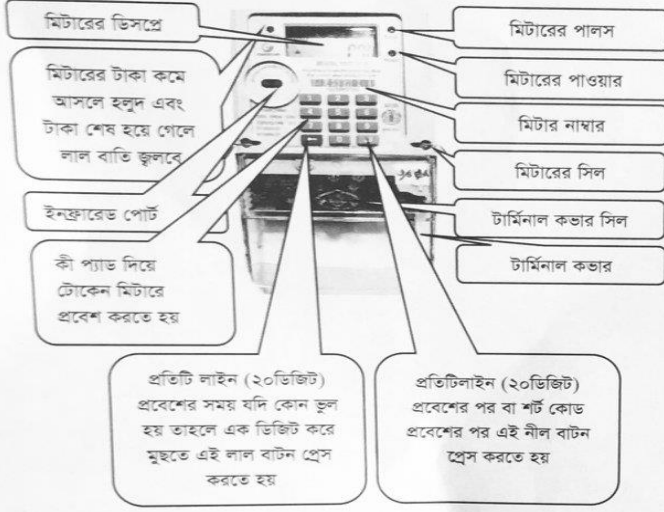 মিটারের ডিসপ্লে
মিটারের টাকা কমে
আসলে হলুদ এবং
টাকা শেষ হয়ে গেলে
লাল বাতি জ্বলবে
ইনফ্রারেড পোর্ট
কী প্যাড দিয়ে
টোকেন মিটারে
প্রবেশ করতে হয়
মিটারের পালস
মিটারের পাওয়ার
মিটার নাম্বার
মিটারের সিল
টার্মিনাল কভার সিল
টার্মিনাল কভার
প্রতিটি লাইন (২০ডিজিট)
প্রবেশের সময় যদি কোন ভুল
হয় তাহলে এক ডিজিট করে
মুছতে এই লাল বাটন প্রেস
করতে হয়
প্রতিটিলাইন (২০ডিজিট)
প্রবেশের পর বা শর্ট কোড
প্রবেশের পর এই নীল বাটন
প্রেস করতে হয়